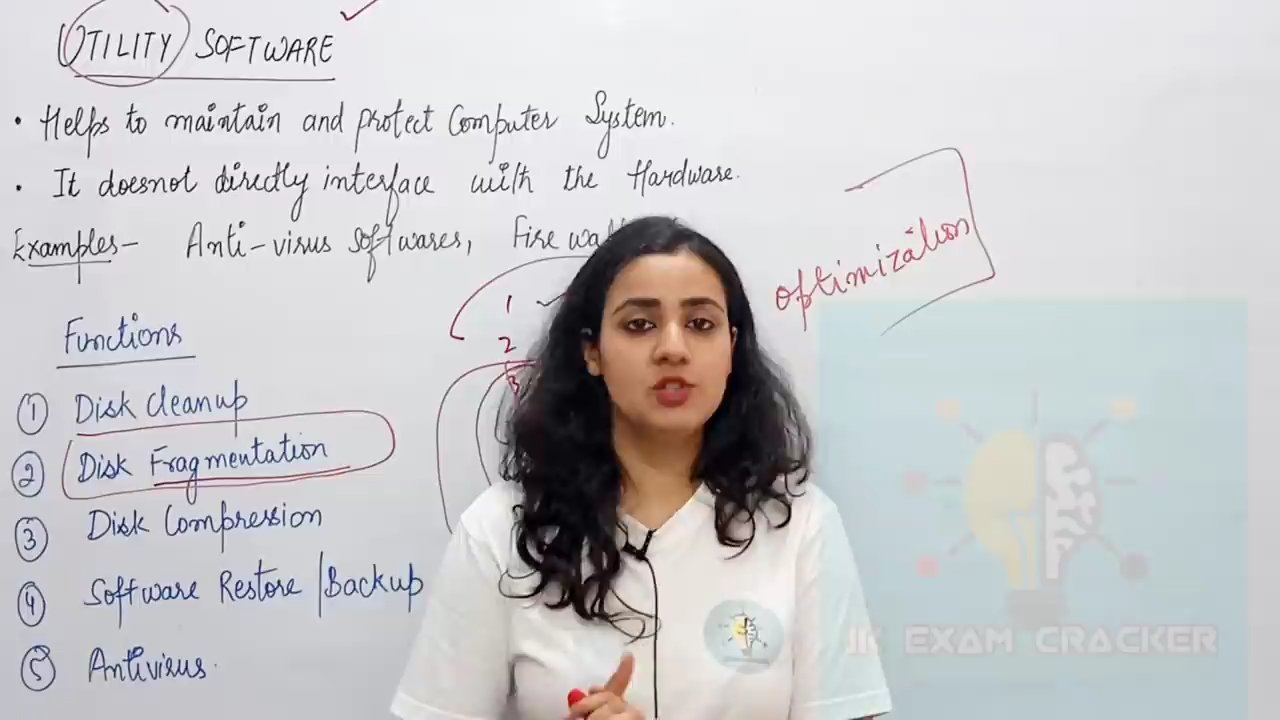 UTILITY SOFTWARE
• Helps to maintain and protect Computer System.
• It doesnot directly interface with the Hardware.
Examples- Anti-virus Softwares, Fire wall
optimization
1
2
3
Functions
① Disk Cleanup
② Disk Fragmentation
③ Disk Compression
④ Software Restore /Backup
⑤ Antivirus.
JK EXAM CRACKER